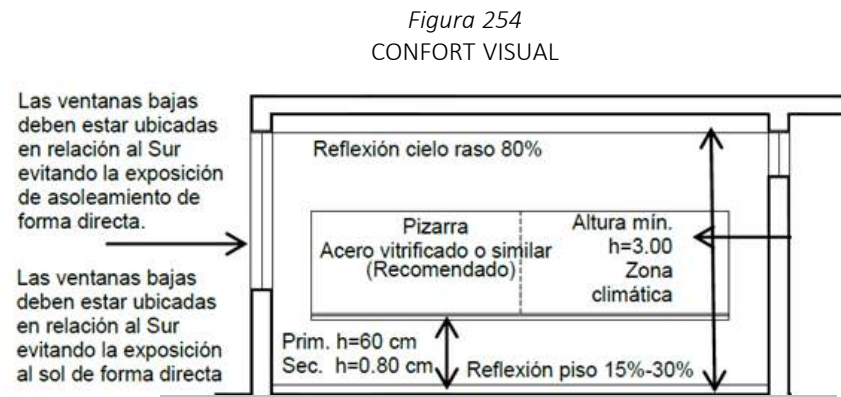 Figura 254
CONFORT VISUAL
Las ventanas bajas
deben estar ubicadas
en relación al Sur
evitando la exposición
de asoleamiento de
forma directa.
Las ventanas bajas
deben estar ubicadas
en relación al Sur
evitando la exposición
al sol de forma directa
Reflexión cielo raso 80%
Pizarra
Acero vitrificado o similar
(Recomendado)
Altura mín.
h=3.00
Zona
climática
Prim. h=60 cm
Sec. h=0.80 cm
Reflexión piso 15%-30%